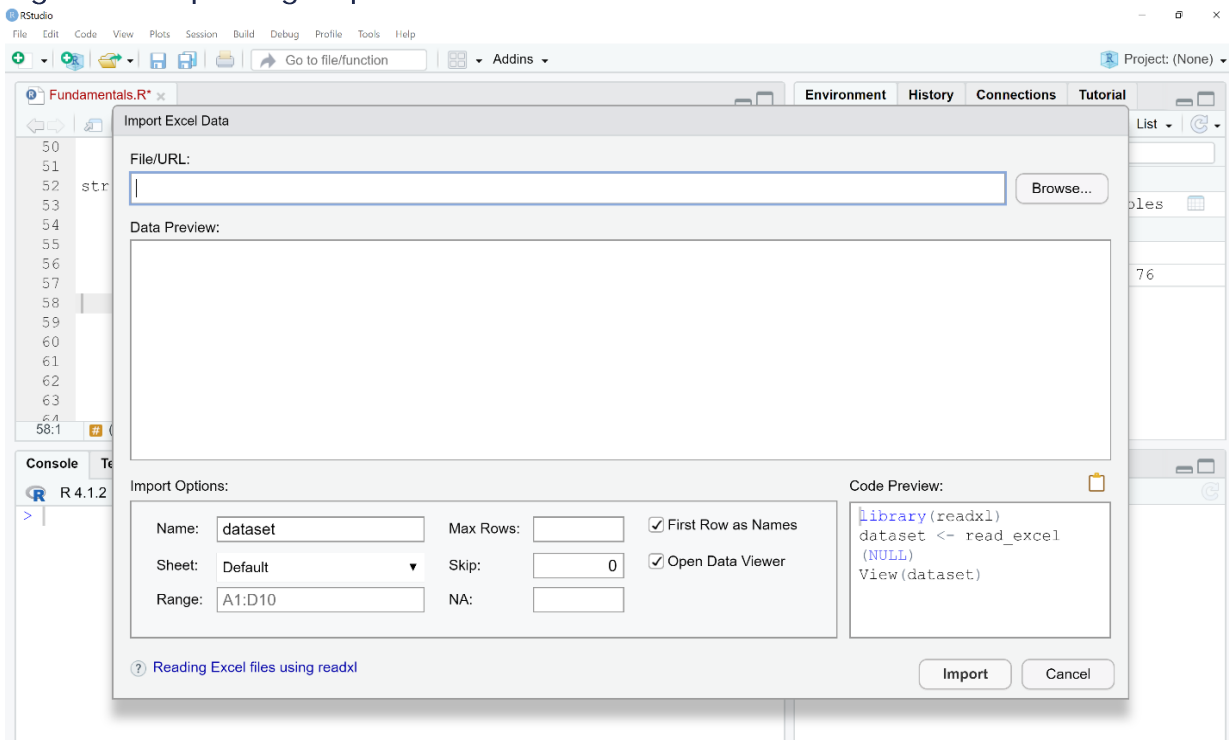 RStudio
File Edit Code View Plots Session Build Debug Profile Tools Help
Go to file/function
Addins
Project: (None)
Fundamentals.R*
Environment History Connections Tutorial
Import Excel Data
List
50
File/URL:
51
52 str
Browse...
53
54
Data Preview:
55
56
57
76
58
59
60
61
62
63
64
58:1
Console
R 4.1.2
>
Import Options:
Code Preview:
Name: dataset
Max Rows:
First Row as Names
Sheet: Default
Skip: 0
Open Data Viewer
Range: A1:D10
NA:
library(readxl)
dataset <- read_excel
(NULL)
View(dataset)
? Reading Excel files using readxl
Import
Cancel